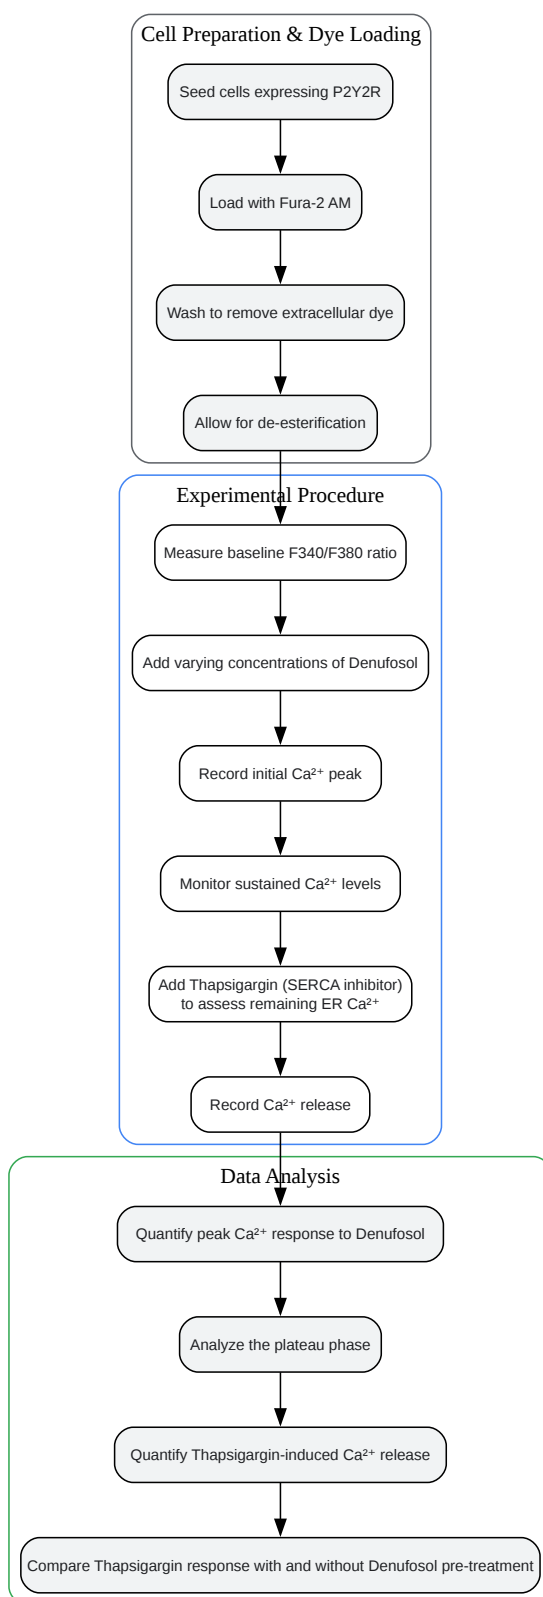 Cell Preparation & Dye Loading
Seed cells expressing P2Y2R
Load with Fura-2 AM
Wash to remove extracellular dye
Allow for de-esterification
Experimental Procedure
Measure baseline F340/F380 ratio
Add varying concentrations of Denufosol
Record initial Ca²⁺ peak
Monitor sustained Ca²⁺ levels
Add Thapsigargin (SERCA inhibitor)
to assess remaining ER Ca²⁺
Record Ca²⁺ release
Data Analysis
Quantify peak Ca²⁺ response to Denufosol
Analyze the plateau phase
Quantify Thapsigargin-induced Ca²⁺ release
Compare Thapsigargin response with and without Denufosol pre-treatment